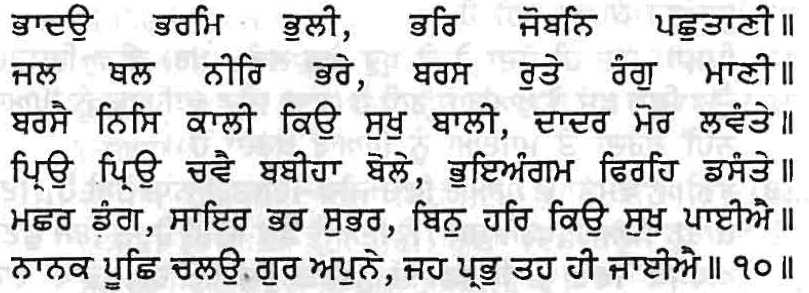 ਭਾਦਉ ਭਰਮਿ ਭੁਲੀ, ਭਰਿ ਜੋਬਨਿ ਪਛੁਤਾਣੀ॥
ਜਲ ਥਲ ਨੀਰਿ ਭਰੇ, ਬਰਸ ਰੁਤੇ ਰੰਗੁ ਮਾਣੀ॥
ਬਰਸੈ ਨਿਸਿ ਕਾਲੀ ਕਿਉ ਸੁਖੁ ਬਾਲੀ, ਦਾਦਰ ਮੋਰ ਲਵੰਤੇ॥
ਪ੍ਰਿਉ ਪ੍ਰਿਉ ਚਵੈ ਬਬੀਹਾ ਬੋਲੇ, ਭੁਇਅੰਗਮ ਫਿਰਹਿ ਡਸੰਤੇ॥
ਮਛਰ ਡੰਗ, ਸਾਇਰ ਭਰ ਸੁਭਰ, ਬਿਨੁ ਹਰਿ ਕਿਉ ਸੁਖੁ ਪਾਈਐ॥
ਨਾਨਕ ਪੂਛਿ ਚਲਉ ਗੁਰ ਅਪੁਨੇ, ਜਹ ਪ੍ਰਭੁ ਤਹ ਹੀ ਜਾਈਐ॥ ੧੦॥